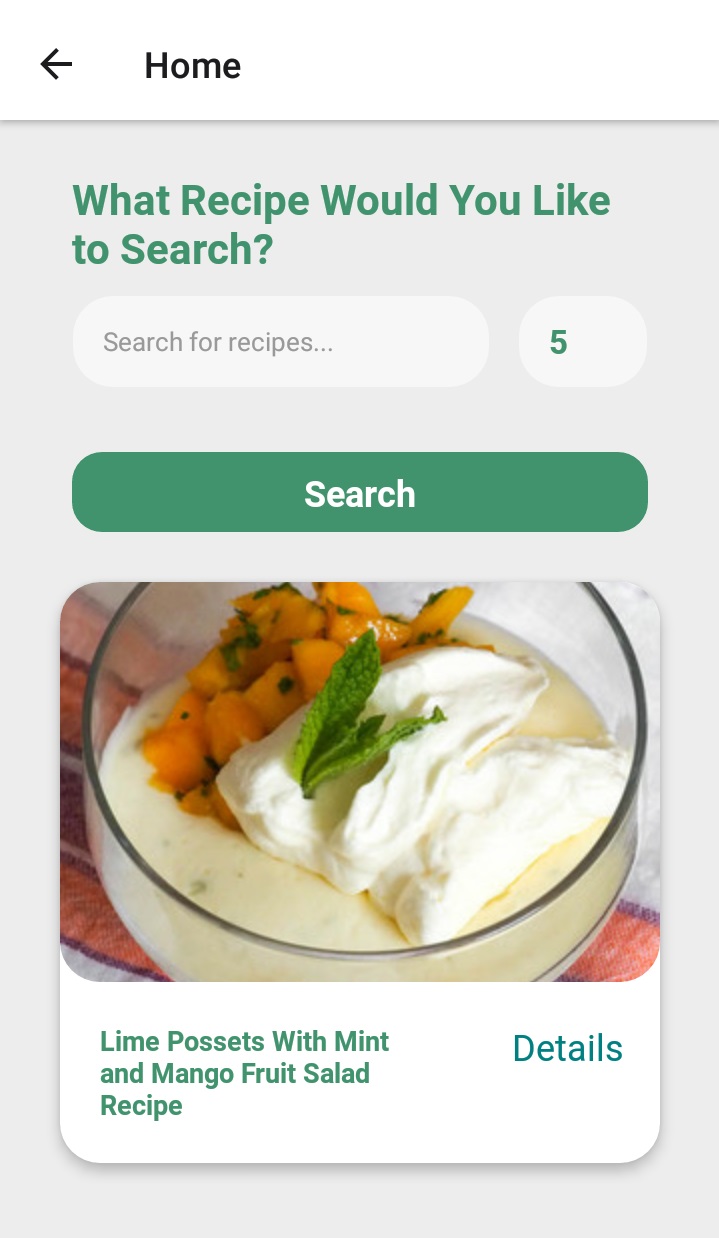 Home
What Recipe Would You Like
to Search?
Search for recipes...
5
Search
Lime Possets With Mint
and Mango Fruit Salad
Recipe
Details